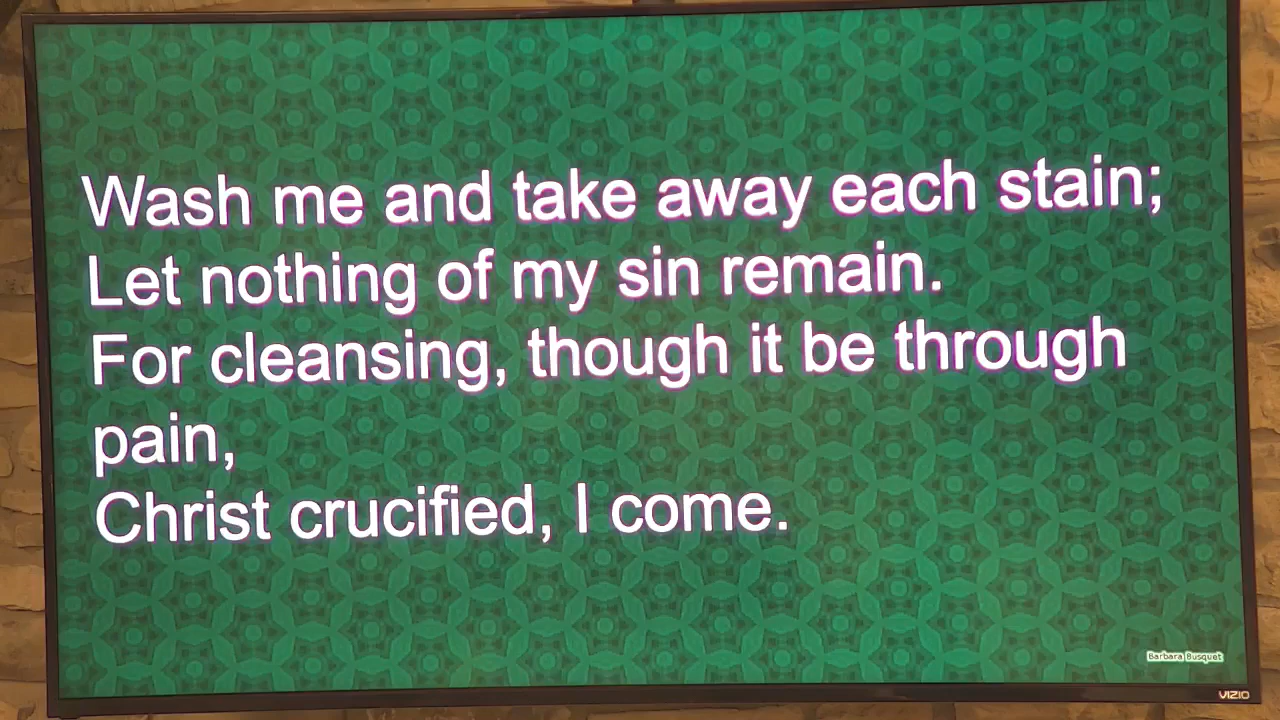 Wash me and take away each stain;
Let nothing of my sin remain.
For cleansing, though it be through
pain,
Christ crucified, I come.
Barbara Busquet
VIZIO